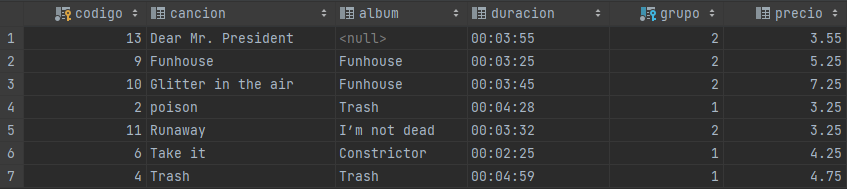 codigo cancion album duracion grupo precio
1 13 Dear Mr. President <null> 00:03:55 2 3.55
2 9 Funhouse Funhouse 00:03:25 2 5.25
3 10 Glitter in the air Funhouse 00:03:45 2 7.25
4 2 poison Trash 00:04:28 1 3.25
5 11 Runaway I’m not dead 00:03:32 2 3.25
6 6 Take it Constrictor 00:02:25 1 4.25
7 4 Trash Trash 00:04:59 1 4.75